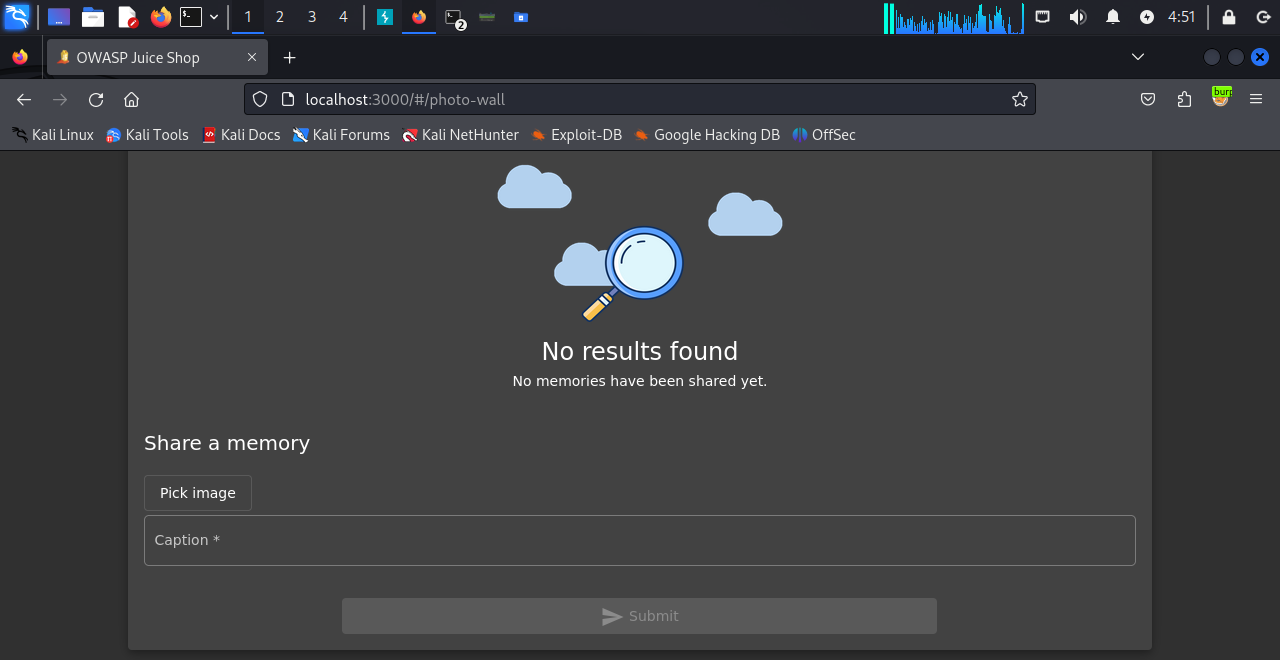 1 2 3 4 2 4:51
OWASP Juice Shop
localhost:3000/#/photo-wall
burp
Kali Linux Kali Tools Kali Docs Kali Forums Kali NetHunter Exploit-DB Google Hacking DB OffSec
No results found
No memories have been shared yet.
Share a memory
Pick image
Caption *
Submit